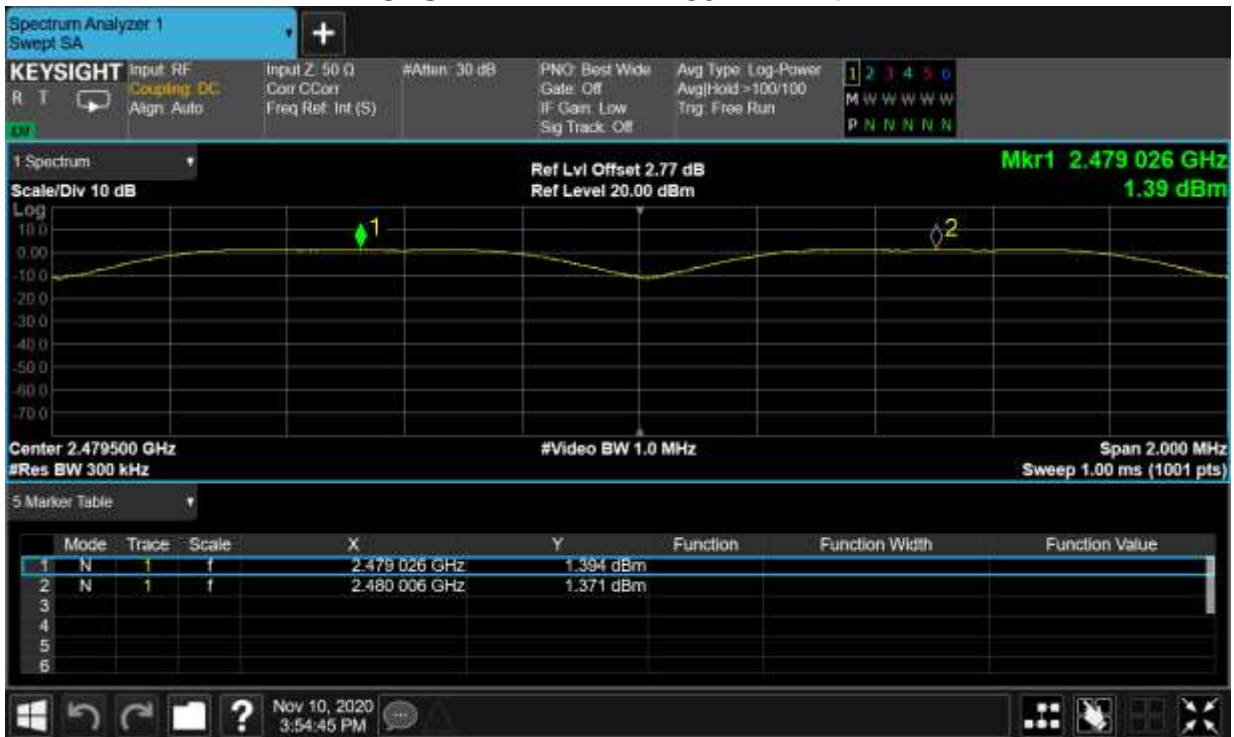 Spectrum Analyzer 1
Swept SA
+
KEYSIGHT Input: RF Input Z: 50 Ω #Atten: 30 dB PNO: Best Wide Avg Type: Log-Power 1 2 3 4 5 6
R T Coupling: DC Corr CCorr Gate: Off Avg|Hold: >100/100 M W W W W W
Align: Auto Freq Ref: Int (S) IF Gain: Low Trig: Free Run P N N N N N
Sig Track: Off
1 Spectrum Ref Lvl Offset 2.77 dB Mkr1 2.479 026 GHz
Scale/Div 10 dB Ref Level 20.00 dBm 1.39 dBm
Log
10.0
1
2
0.00
-10.0
-20.0
-30.0
-40.0
-50.0
-60.0
-70.0
Center 2.479500 GHz #Video BW 1.0 MHz Span 2.000 MHz
#Res BW 300 kHz Sweep 1.00 ms (1001 pts)
5 Marker Table
Mode Trace Scale X Y Function Function Width Function Value
1 N 1 f 2.479 026 GHz 1.394 dBm
2 N 1 f 2.480 006 GHz 1.371 dBm
3
4
5
6
? Nov 10, 2020
3:54:45 PM